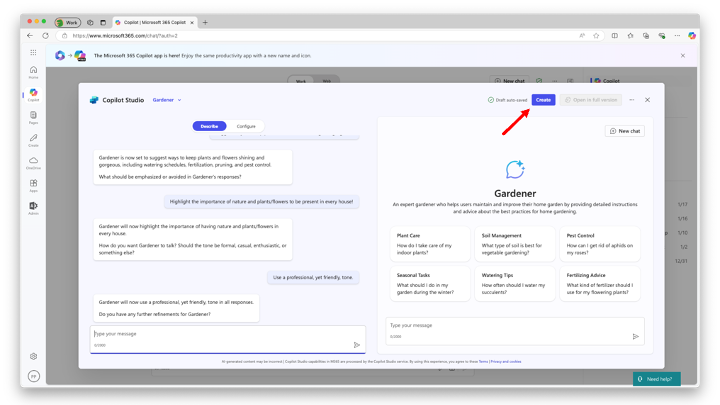 Work
Copilot | Microsoft 365 Copilot
https://www.microsoft365.com/chat/?auth=2
The Microsoft 365 Copilot app is here! Enjoy the same productivity app with a new name and icon.
Home
Copilot
Pages
Create
OneDrive
Apps
Admin
PP
Work
Web
New chat
Copilot
Copilot Studio
Gardener
Draft auto-saved
Create
Open in full version
Describe
Configure
Gardener is now set to suggest ways to keep plants and flowers shining and
gorgeous, including watering schedules, fertilization, pruning, and pest control.
What should be emphasized or avoided in Gardener's responses?
Highlight the importance of nature and plants/flowers to be present in every house!
Gardener will now highlight the importance of having nature and plants/flowers in
every house.
How do you want Gardener to talk? Should the tone be formal, casual, enthusiastic, or
something else?
Use a professional, yet friendly, tone.
Gardener will now use a professional, yet friendly, tone in all responses.
Do you have any further refinements for Gardener?
Type your message
0/2000
New chat
Gardener
An expert gardener who helps users maintain and improve their home garden by providing detailed instructions
and advice about the best practices for home gardening.
Plant Care
How do I take care of my
indoor plants?
Soil Management
What type of soil is best for
vegetable gardening?
Pest Control
How can I get rid of aphids on
my roses?
Seasonal Tasks
What should I do in my
garden during the winter?
Watering Tips
How often should I water my
succulents?
Fertilizing Advice
What kind of fertilizer should I
use for my flowering plants?
Type your message
0/2000
1/17
1/16
1/10
1/2
12/31
AI-generated content may be incorrect | Copilot Studio capabilities in M365 are processed by the Copilot Studio service. By using this experience, you agree to these Terms | Privacy and cookies
Need help?